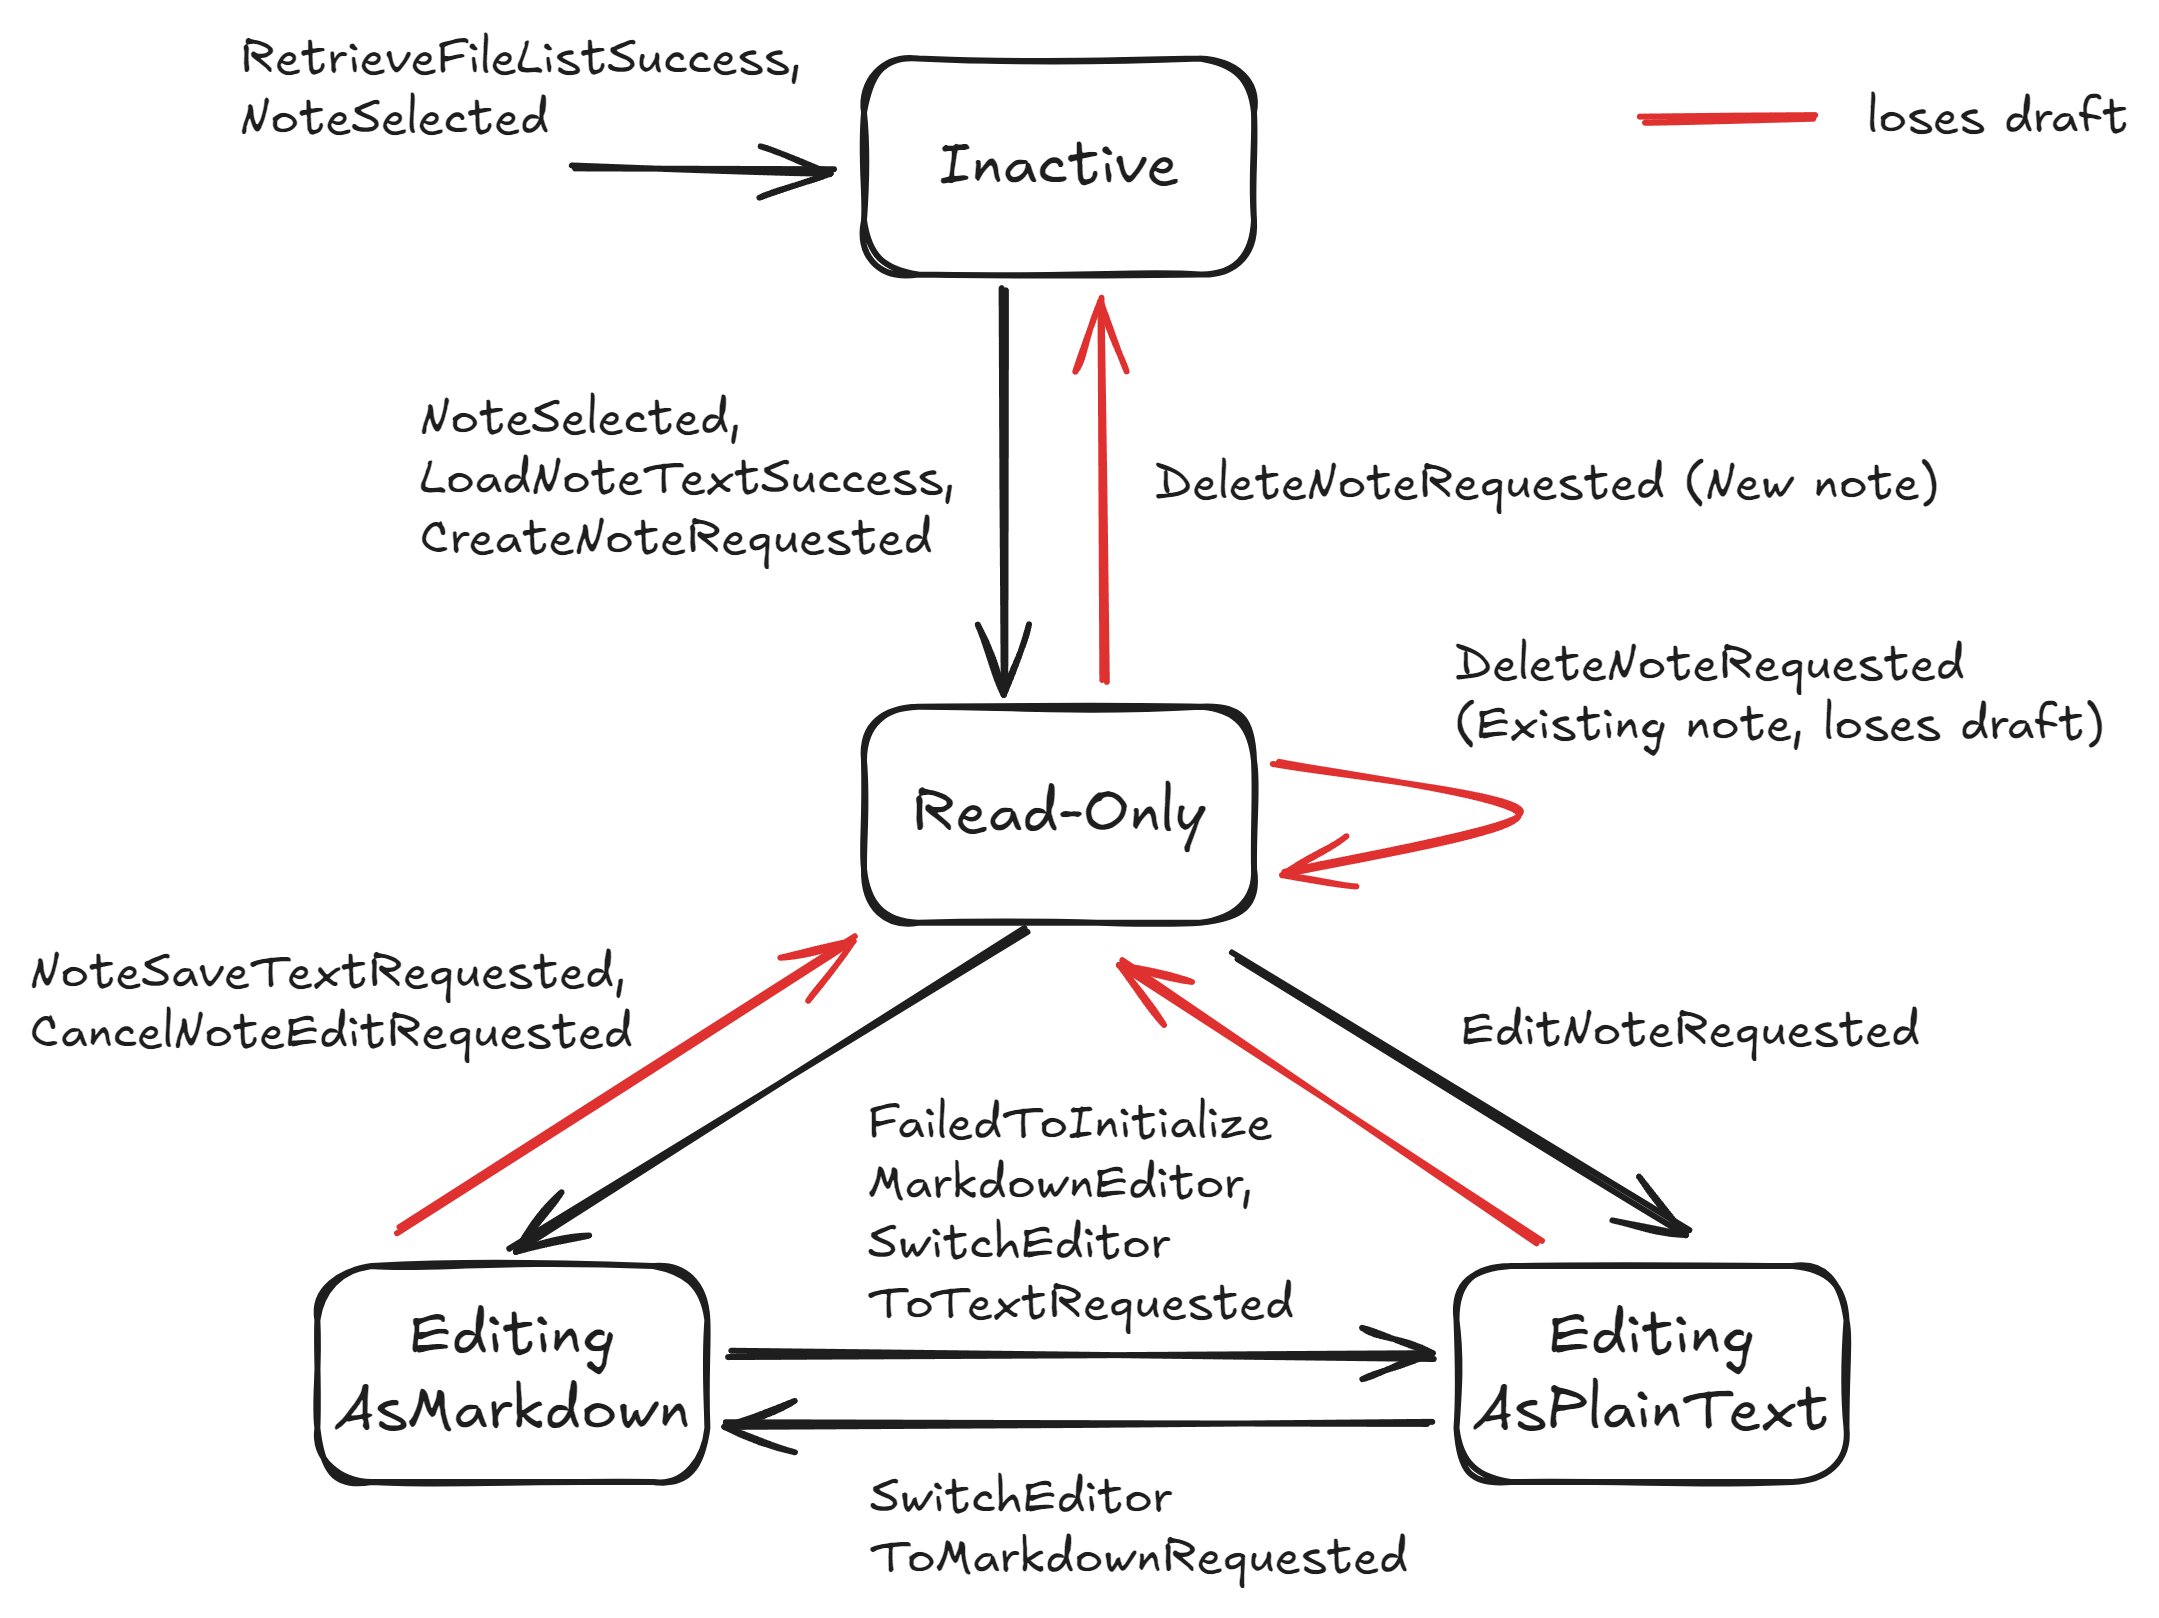 RetrieveFileListSuccess,
NoteSelected
Inactive
loses draft
NoteSelected,
LoadNoteTextSuccess,
CreateNoteRequested
DeleteNoteRequested (New note)
DeleteNoteRequested
(Existing note, loses draft)
Read-Only
NoteSaveTextRequested,
CancelNoteEditRequested
EditNoteRequested
FailedToInitialize
MarkdownEditor,
SwitchEditor
ToTextRequested
Editing
AsMarkdown
Editing
AsPlainText
SwitchEditor
ToMarkdownRequested